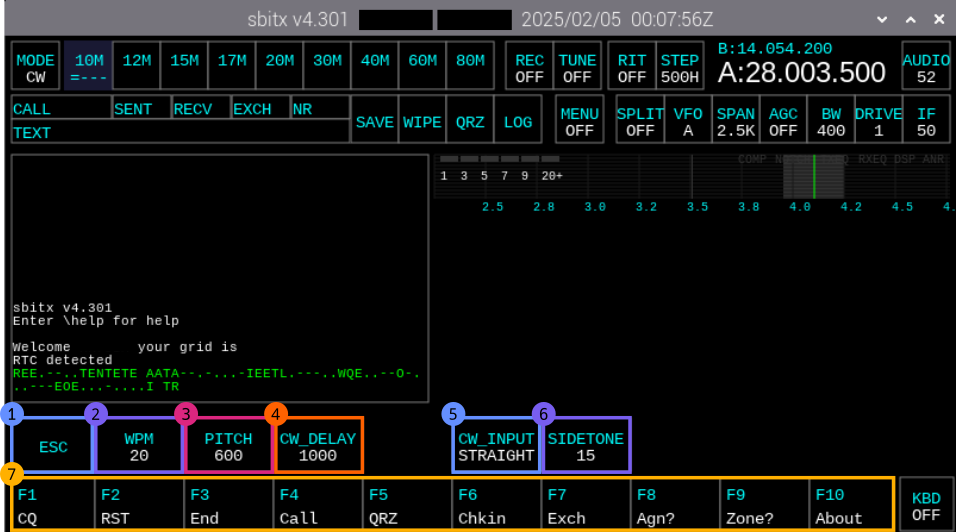 sbitx v4.301 2025/02/05 00:07:56Z
MODE CW
10M =---
12M
15M
17M
20M
30M
40M
60M
80M
REC OFF
TUNE OFF
RIT OFF
STEP 500H
B:14.054.200
A:28.003.500
AUDIO 52
CALL
SENT
RECV
EXCH
NR
TEXT
SAVE
WIPE
QRZ
LOG
MENU OFF
SPLIT OFF
VFO A
SPAN 2.5K
AGC OFF
BW 400
DRIVE 1
IF 50
1 3 5 7 9 20+
COMP RXEQ DSP ANR
2.5 2.8 3.0 3.2 3.5 3.8 4.0 4.2 4.5 4.
sbitx v4.301
Enter \help for help
Welcome your grid is
RTC detected
REE.--..TENTETE AATA--.-...-IEETL.---..WQE..--O-.
..---EOE...-....I TR
1
ESC
2
WPM 20
3
PITCH 600
4
CW_DELAY 1000
5
CW_INPUT STRAIGHT
6
SIDETONE 15
7
F1 CQ
F2 RST
F3 End
F4 Call
F5 QRZ
F6 Chkin
F7 Exch
F8 Agn?
F9 Zone?
F10 About
KBD OFF